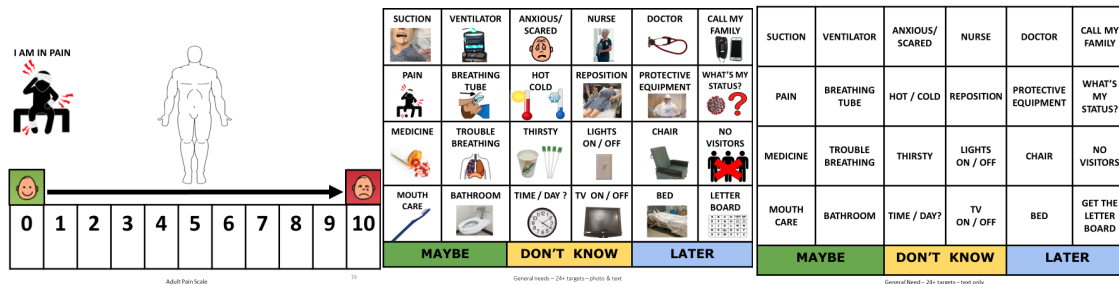 I AM IN PAIN
0 1 2 3 4 5 6 7 8 9 10
Adult Pain Scale
16
SUCTION
VENTILATOR
ANXIOUS/
SCARED
NURSE
DOCTOR
CALL MY
FAMILY
PAIN
BREATHING
TUBE
HOT
COLD
REPOSITION
PROTECTIVE
EQUIPMENT
WHAT'S MY
STATUS?
MEDICINE
TROUBLE
BREATHING
THIRSTY
LIGHTS
ON / OFF
CHAIR
NO
VISITORS
MOUTH
CARE
BATHROOM
TIME / DAY ?
TV ON / OFF
BED
LETTER
BOARD
MAYBE
DON'T KNOW
LATER
General needs – 24+ targets – photo & text
SUCTION
VENTILATOR
ANXIOUS/
SCARED
NURSE
DOCTOR
CALL MY
FAMILY
PAIN
BREATHING
TUBE
HOT / COLD
REPOSITION
PROTECTIVE
EQUIPMENT
WHAT'S
MY
STATUS?
MEDICINE
TROUBLE
BREATHING
THIRSTY
LIGHTS
ON / OFF
CHAIR
NO
VISITORS
MOUTH
CARE
BATHROOM
TIME / DAY?
TV
ON / OFF
BED
GET THE
LETTER
BOARD
MAYBE
DON'T KNOW
LATER
General Need – 24+ targets – text only